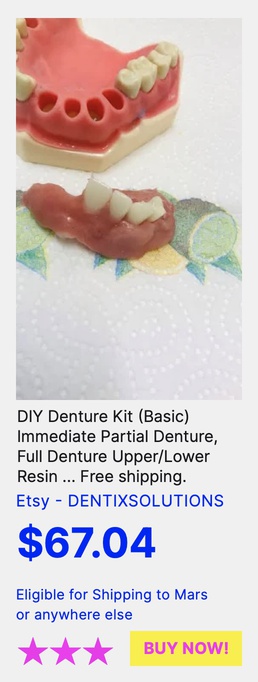 DIY Denture Kit (Basic)
Immediate Partial Denture,
Full Denture Upper/Lower
Resin ... Free shipping.
Etsy - DENTIXSOLUTIONS
$67.04
Eligible for Shipping to Mars
or anywhere else
BUY NOW!